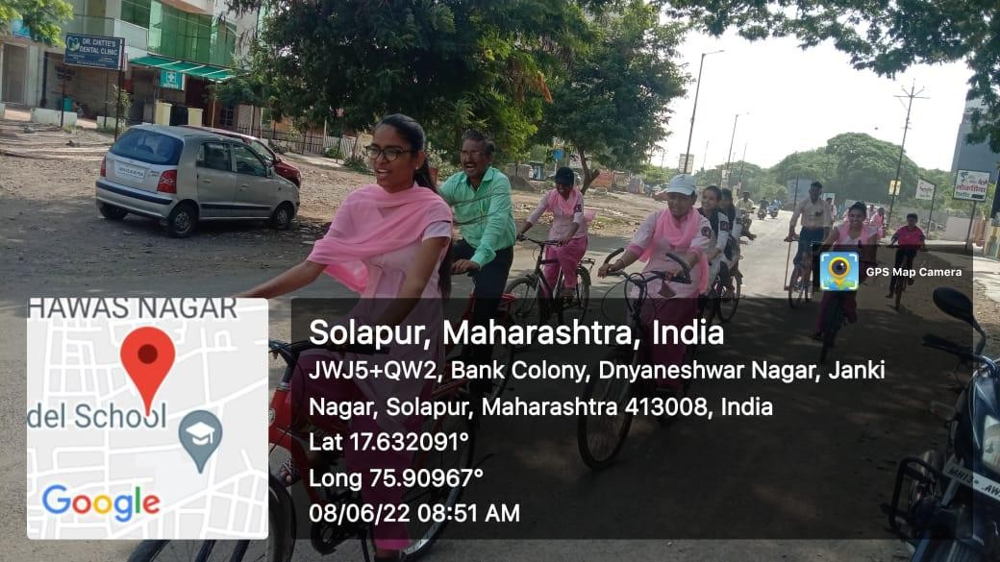 DR. CHITTE'S
DENTAL CLINIC
GPS Map Camera
HAWAS NAGAR
del School
Google
Solapur, Maharashtra, India
JWJ5+QW2, Bank Colony, Dnyaneshwar Nagar, Janki
Nagar, Solapur, Maharashtra 413008, India
Lat 17.632091°
Long 75.90967°
08/06/22 08:51 AM